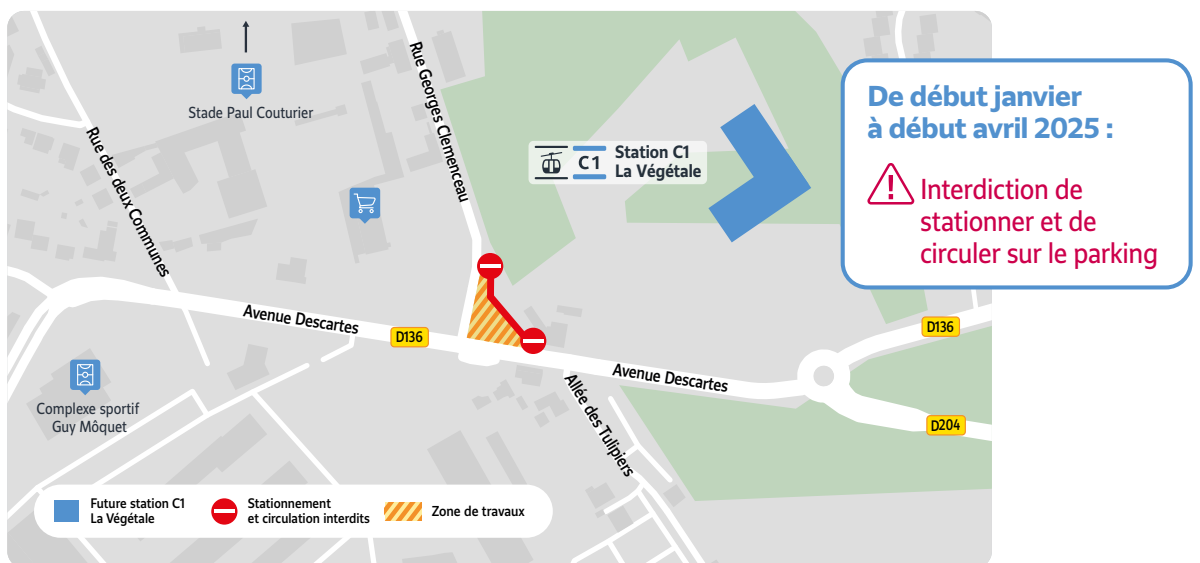 Stade Paul Couturier
Rue Georges Clemenceau
Rue des deux Communes
C1
Station C1
La Végétale
De début janvier
à début avril 2025 :
Interdiction de
stationner et de
circuler sur le parking
Avenue Descartes
D136
D136
Avenue Descartes
D204
Allée des Tulipiers
Complexe sportif
Guy Môquet
Future station C1
La Végétale
Stationnement
et circulation interdits
Zone de travaux